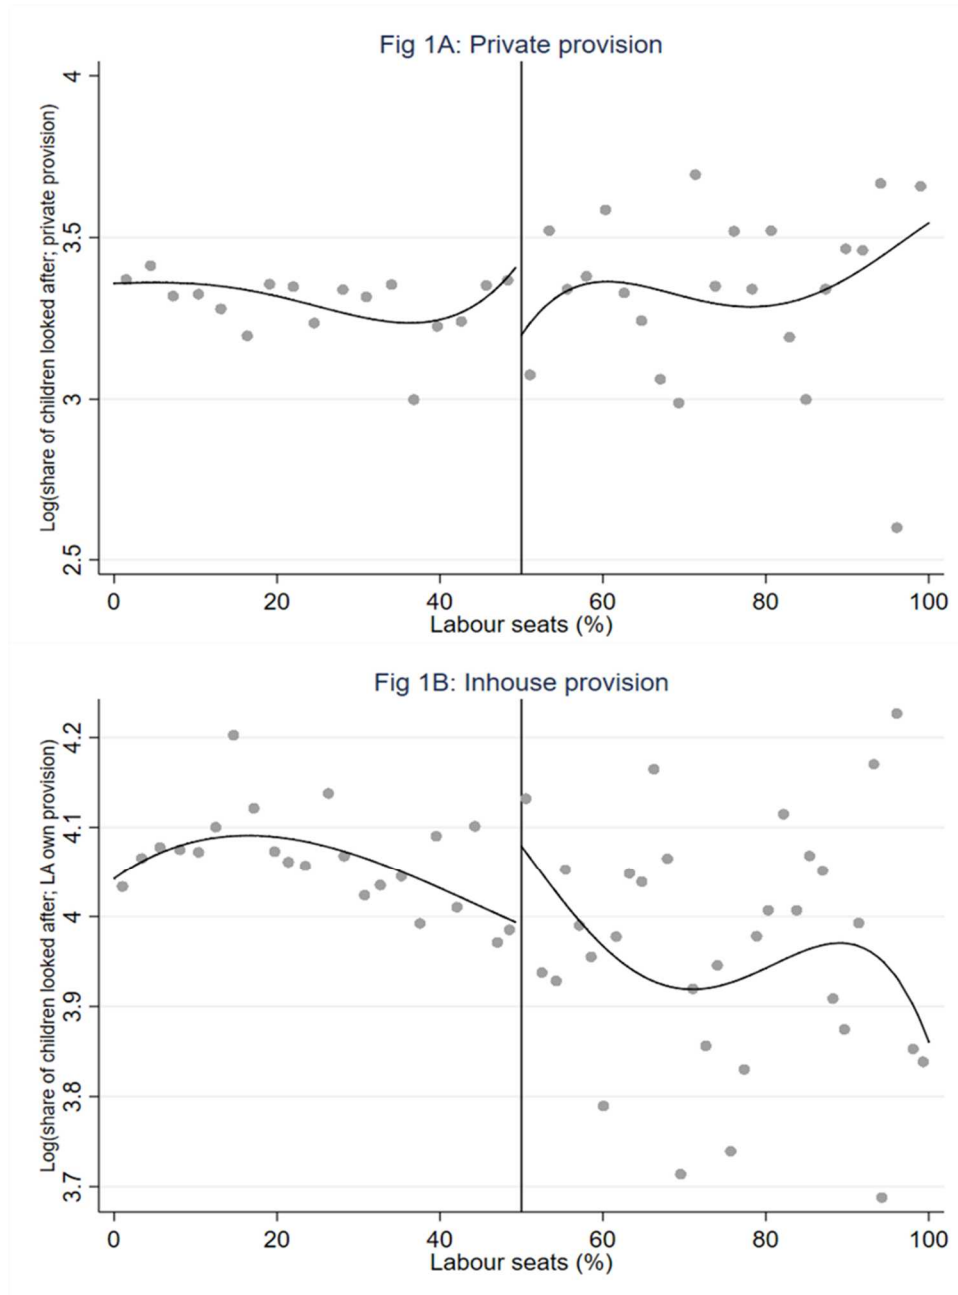 Fig 1A: Private provision
Log(share of children looked after; private provision)
4
3.5
3
2.5
0 20 40 60 80 100
Labour seats (%)
Fig 1B: Inhouse provision
Log(share of children looked after; LA own provision)
4.2
4.1
4
3.9
3.8
3.7
0 20 40 60 80 100
Labour seats (%)